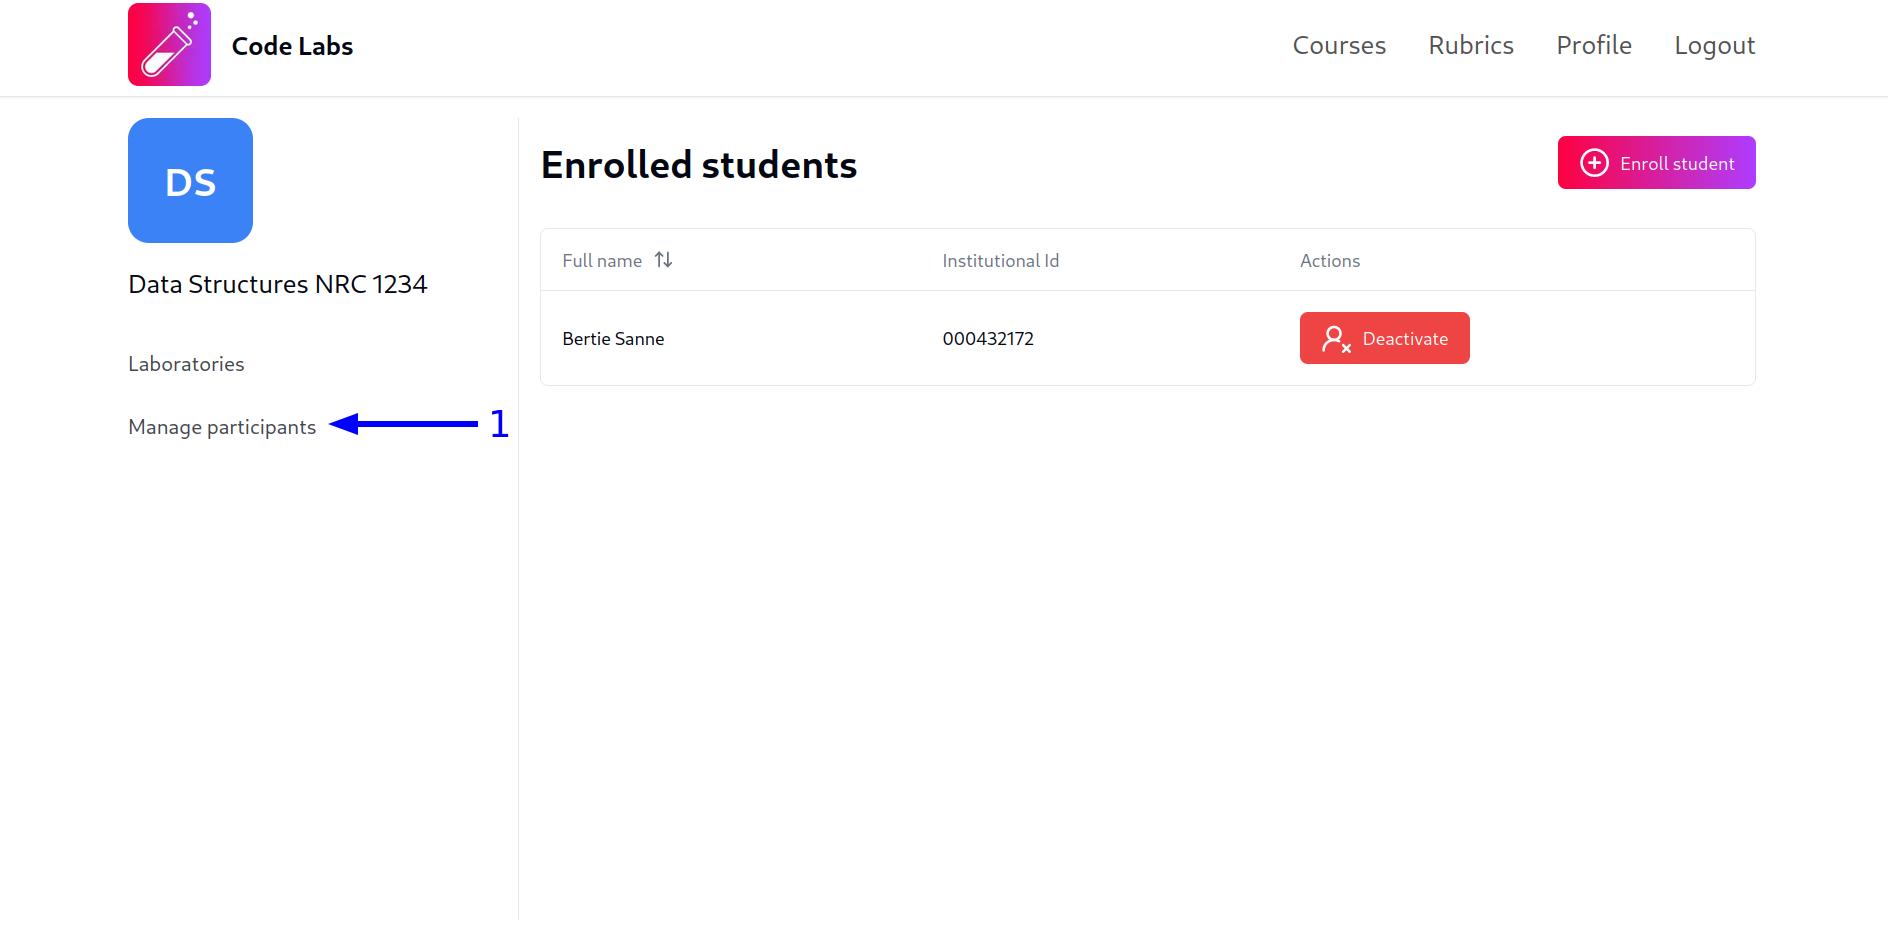 Code Labs
Courses Rubrics Profile Logout
DS
Data Structures NRC 1234
Laboratories
Manage participants 1
Enrolled students
Enroll student
Full name Institutional Id Actions
Bertie Sanne 000432172 Deactivate